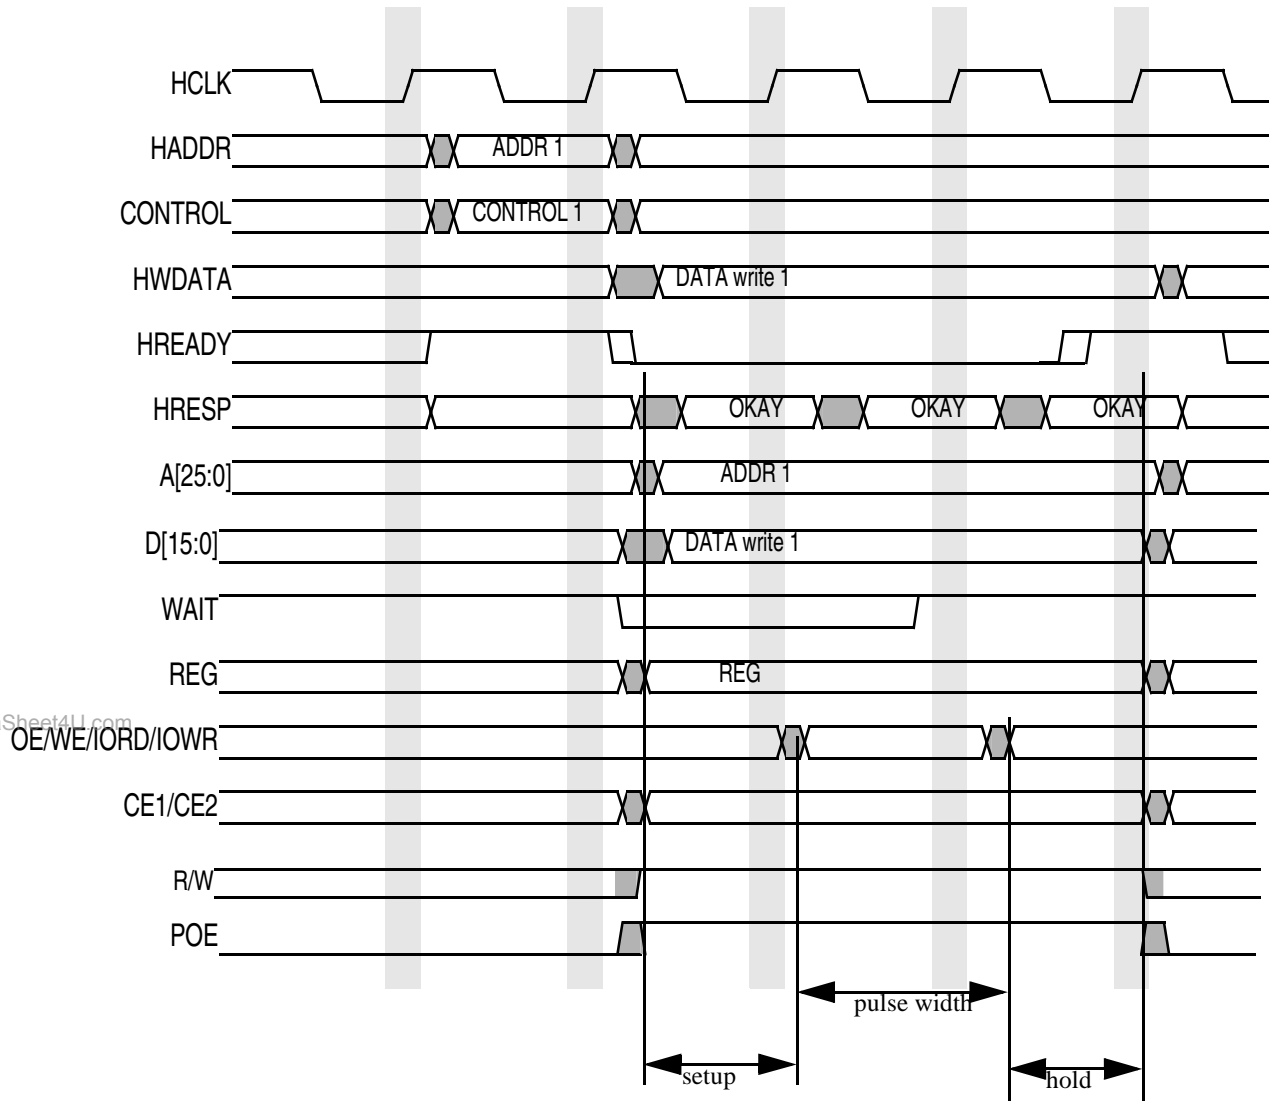 HCLK
HADDR ADDR 1
CONTROL CONTROL 1
HWDATA DATA write 1
HREADY
HRESP OKAY OKAY OKAY
A[25:0] ADDR 1
D[15:0] DATA write 1
WAIT
REG REG
Sheet4U.com
OE/WE/IORD/IOWR
CE1/CE2
R/W
POE
pulse width
setup
hold